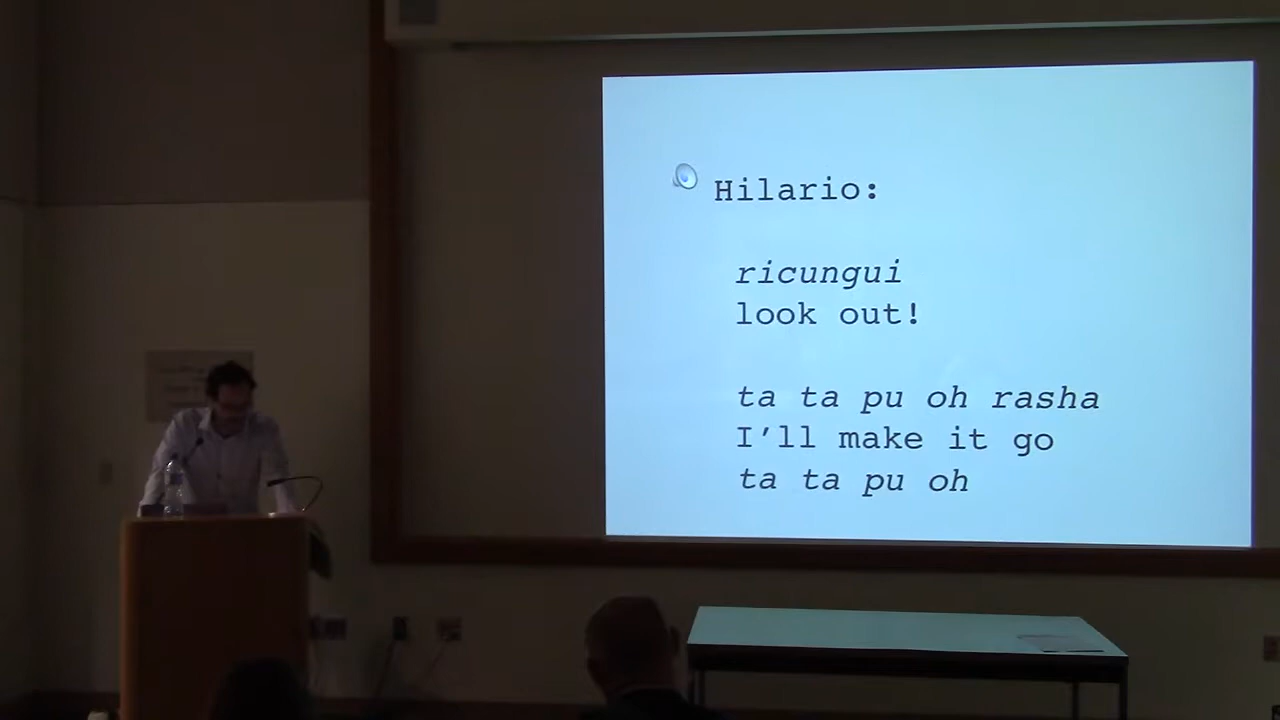 Hilario:
ricungui
look out!
ta ta pu oh rasha
I’ll make it go
ta ta pu oh